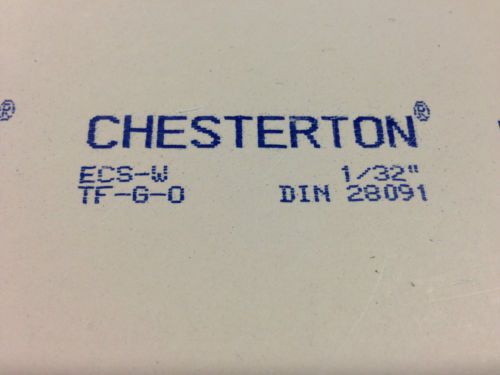 ® CHESTERTON®
ECS-W 1/32"
TF-G-O DIN 28091